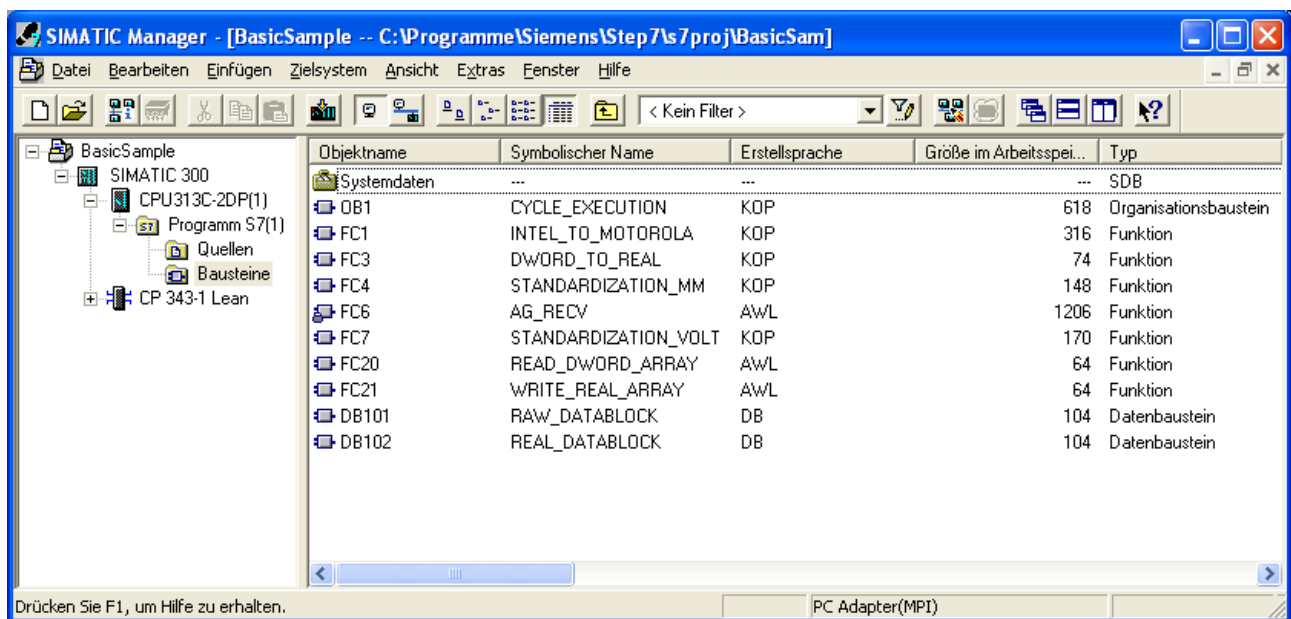 SIMATIC Manager - [BasicSample -- C:\Programme\Siemens\Step7\s7proj\BasicSam]
Datei Bearbeiten Einfügen Zielsystem Ansicht Extras Fenster Hilfe
< Kein Filter >
BasicSample
SIMATIC 300
CPU313C-2DP(1)
Programm S7(1)
Quellen
Bausteine
CP 343-1 Lean
Objektname Symbolischer Name Erstellsprache Größe im Arbeitsspei... Typ
Systemdaten --- --- --- SDB
OB1 CYCLE_EXECUTION KOP 618 Organisationsbaustein
FC1 INTEL_TO_MOTOROLA KOP 316 Funktion
FC3 DWORD_TO_REAL KOP 74 Funktion
FC4 STANDARDIZATION_MM KOP 148 Funktion
FC6 AG_RECV AWL 1206 Funktion
FC7 STANDARDIZATION_VOLT KOP 170 Funktion
FC20 READ_DWORD_ARRAY AWL 64 Funktion
FC21 WRITE_REAL_ARRAY AWL 64 Funktion
DB101 RAW_DATABLOCK DB 104 Datenbaustein
DB102 REAL_DATABLOCK DB 104 Datenbaustein
Drücken Sie F1, um Hilfe zu erhalten. PC Adapter(MPI)